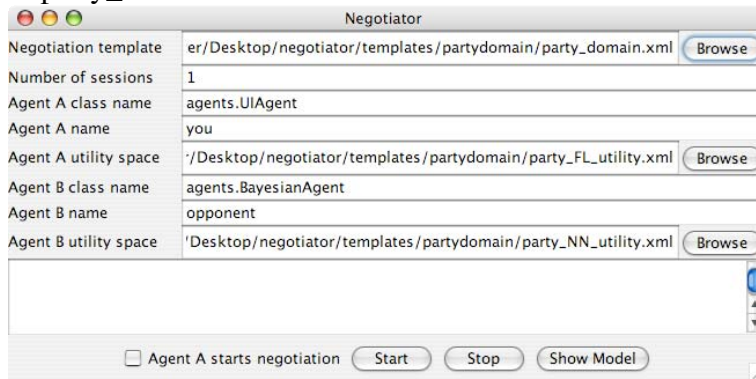 Negotiator
Negotiation template er/Desktop/negotiator/templates/partydomain/party_domain.xml Browse
Number of sessions 1
Agent A class name agents.UIAgent
Agent A name you
Agent A utility space /Desktop/negotiator/templates/partydomain/party_FL_utility.xml Browse
Agent B class name agents.BayesianAgent
Agent B name opponent
Agent B utility space /Desktop/negotiator/templates/partydomain/party_NN_utility.xml Browse
Agent A starts negotiation Start Stop Show Model